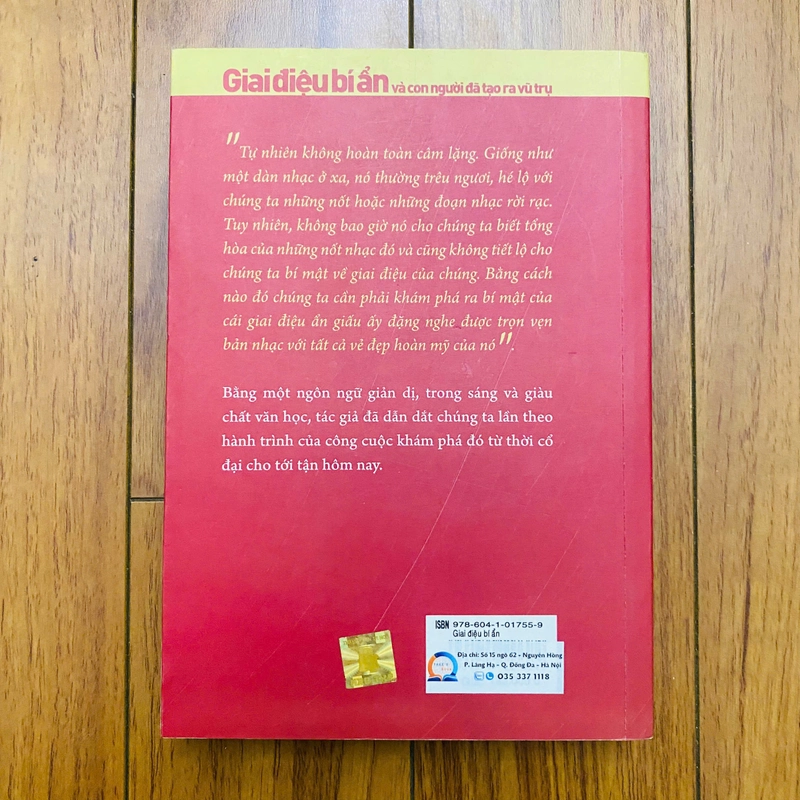 Giai điệu bí ẩn và con người đã tạo ra vũ trụ
"Tự nhiên không hoàn toàn câm lặng. Giống như
một dàn nhạc ở xa, nó thường trêu ngươi, hé lộ với
chúng ta những nốt hoặc những đoạn nhạc rời rạc.
Tuy nhiên, không bao giờ nó cho chúng ta biết tổng
hòa của những nốt nhạc đó và cũng không tiết lộ cho
chúng ta bí mật về giai điệu của chúng. Bằng cách
nào đó chúng ta cần phải khám phá ra bí mật của
cái giai điệu ẩn giấu ấy đặng nghe được trọn vẹn
bản nhạc với tất cả vẻ đẹp hoàn mỹ của nó".
Bằng một ngôn ngữ giản dị, trong sáng và giàu
chất văn học, tác giả đã dẫn dắt chúng ta lần theo
hành trình của công cuộc khám phá đó từ thời cổ
đại cho tới tận hôm nay.
ISBN 978-604-1-01755-9
Giai điệu bí ẩn
Địa chỉ: Số 15 ngõ 62 - Nguyên Hồng
P. Láng Hạ - Q. Đống Đa - Hà Nội
035 337 1118